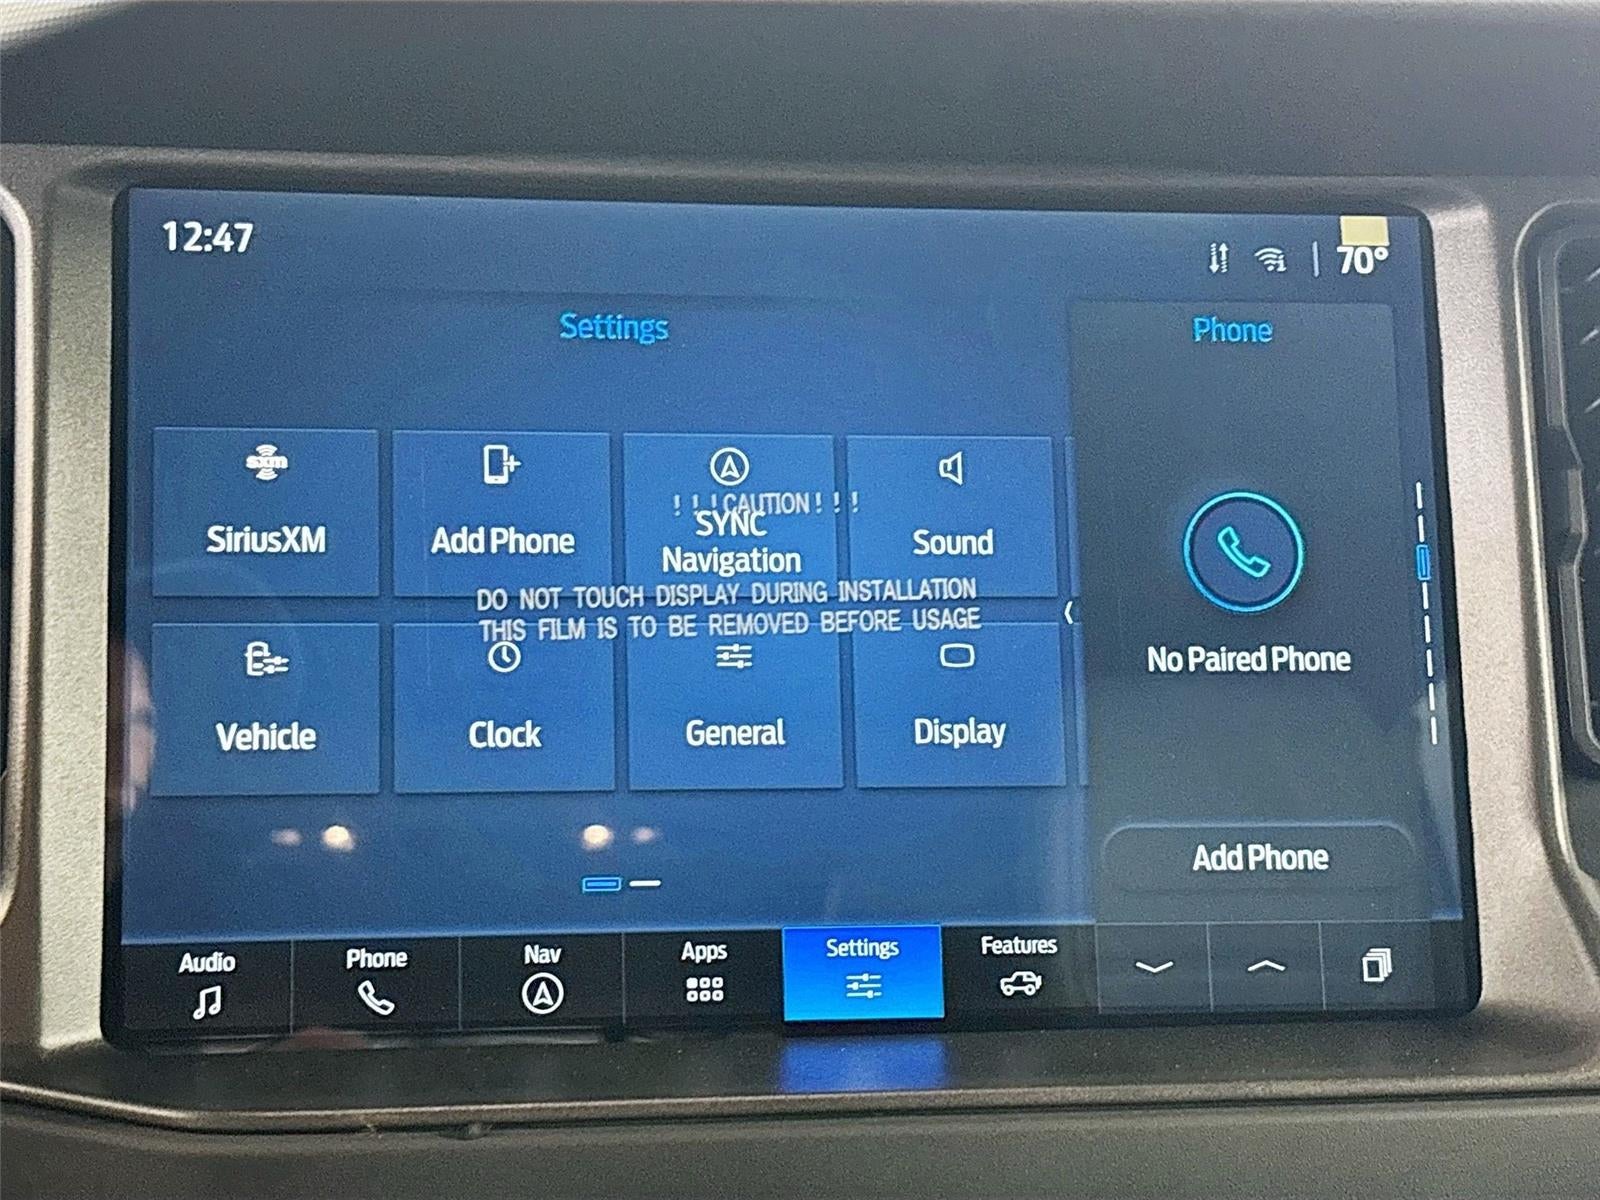 12:47
70°
Settings
Phone
sxm
SiriusXM
Add Phone
! ! ! CAUTION ! ! !
SYNC
Navigation
Sound
DO NOT TOUCH DISPLAY DURING INSTALLATION
THIS FILM IS TO BE REMOVED BEFORE USAGE
Vehicle
Clock
General
Display
No Paired Phone
Add Phone
Audio
Phone
Nav
Apps
Settings
Features